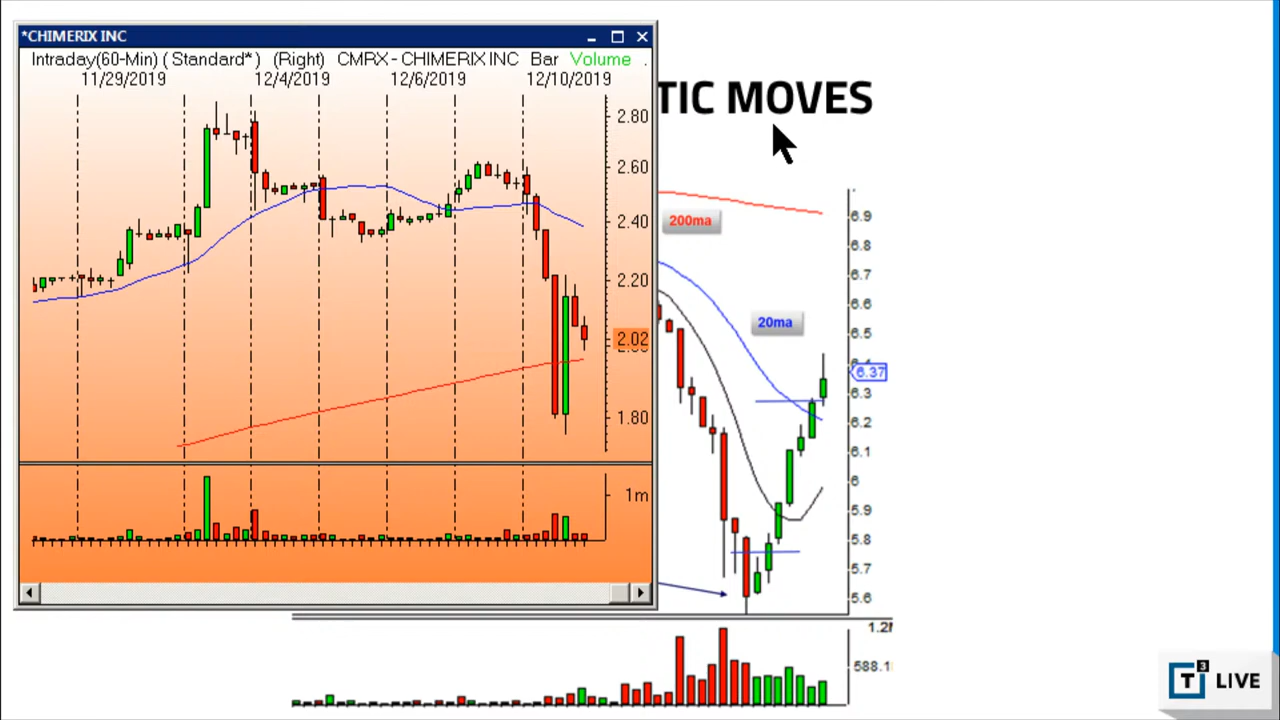 *CHIMERIX INC
Intraday(60-Min) ( Standard* )   (Right)   CMRX - CHIMERIX INC   Bar   Volume   .
11/29/2019   12/4/2019   12/6/2019   12/10/2019
2.80
2.60
2.40
2.20
2.02
1.80
1m
TIC MOVES
200ma
20ma
6.9
6.8
6.7
6.6
6.5
6.37
6.3
6.2
6.1
6
5.9
5.8
5.7
5.6
1.2
588.1
T3 LIVE